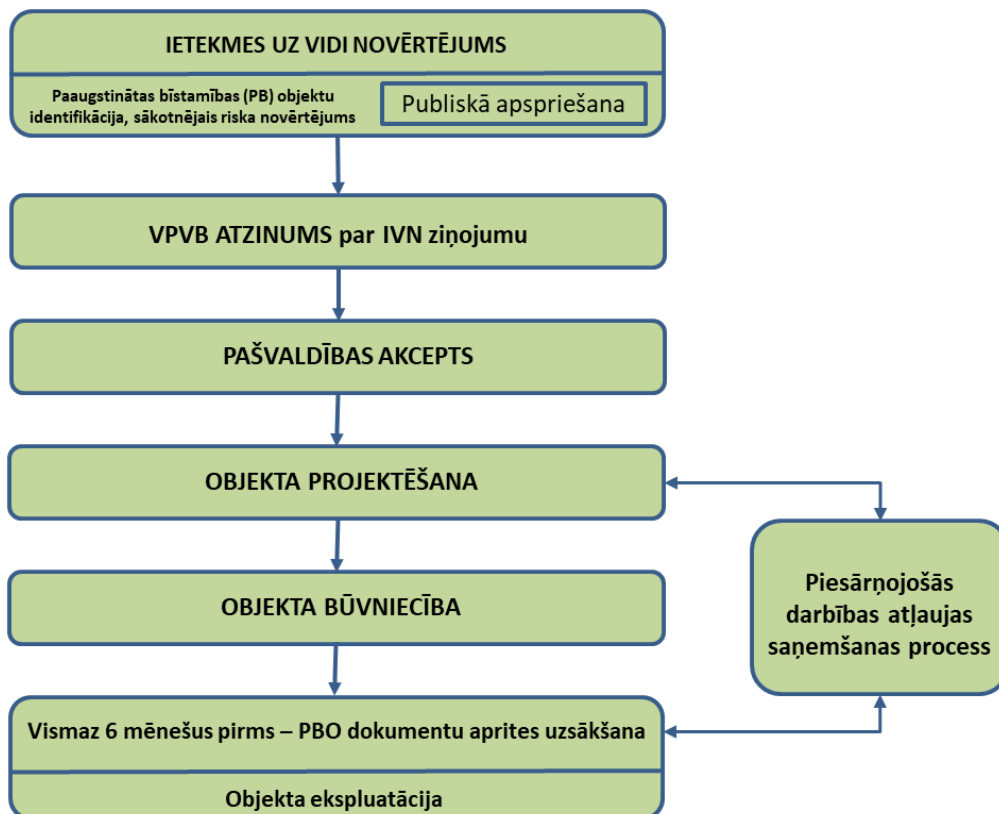 IETEKMES UZ VIDI NOVĒRTĒJUMS
Paaugstinātas bīstamības (PB) objektu
identifikācija, sākotnējais riska novērtējums
Publiskā apspriešana
VPVB ATZINUMS par IVN ziņojumu
PAŠVALDĪBAS AKCEPTS
OBJEKTA PROJEKTĒŠANA
OBJEKTA BŪVNIECĪBA
Piesārņojošās
darbības atļaujas
saņemšanas process
Vismaz 6 mēnešus pirms – PBO dokumentu aprites uzsākšana
Objekta ekspluatācija